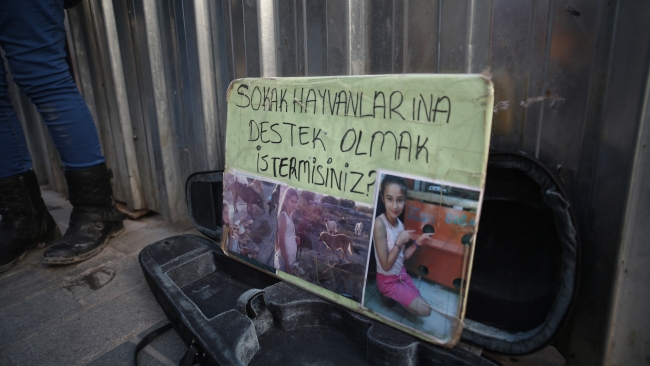 SOKAK HAYVANLARINA
DESTEK OLMAK
İSTERMİSİNİZ?